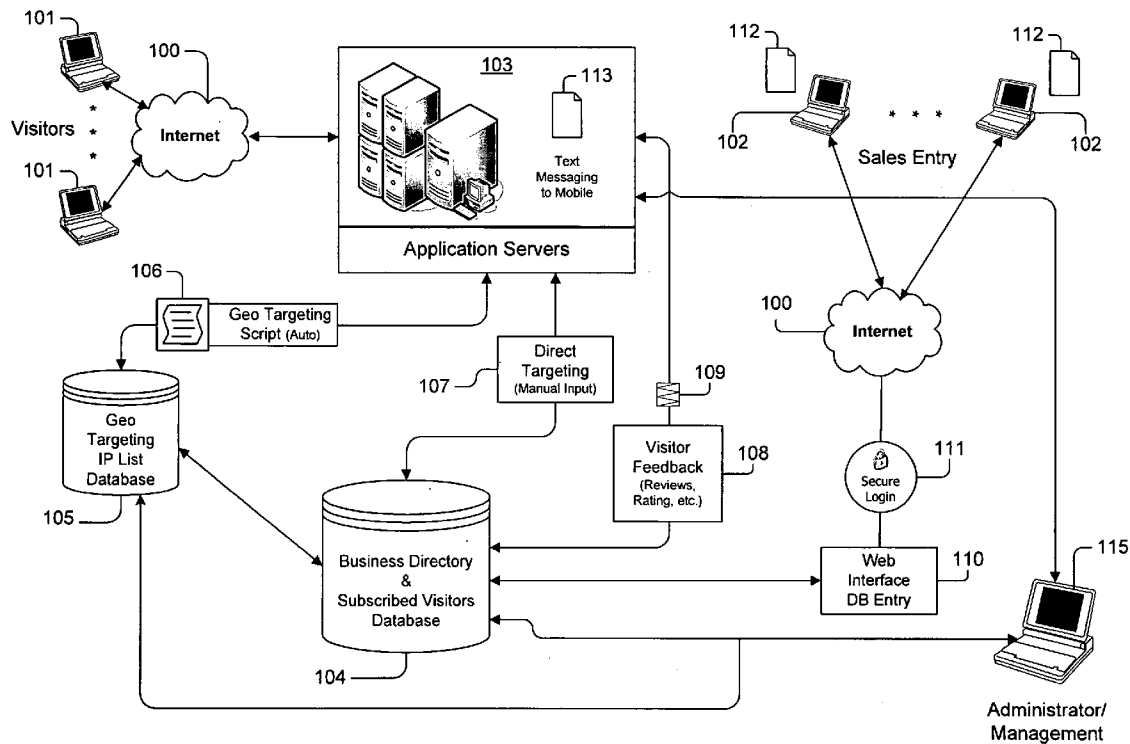 101
100
Visitors
* * *
Internet
101
103
113
Text
Messaging
to Mobile
Application Servers
112
112
102
* * *
102
Sales Entry
106
Geo Targeting
Script (Auto)
107
Direct
Targeting
(Manual Input)
109
100
Internet
Geo
Targeting
IP List
Database
105
Visitor
Feedback
(Reviews,
Rating, etc.)
108
111
Secure
Login
Business Directory
&
Subscribed Visitors
Database
104
Web
Interface
DB Entry
110
115
Administrator/
Management